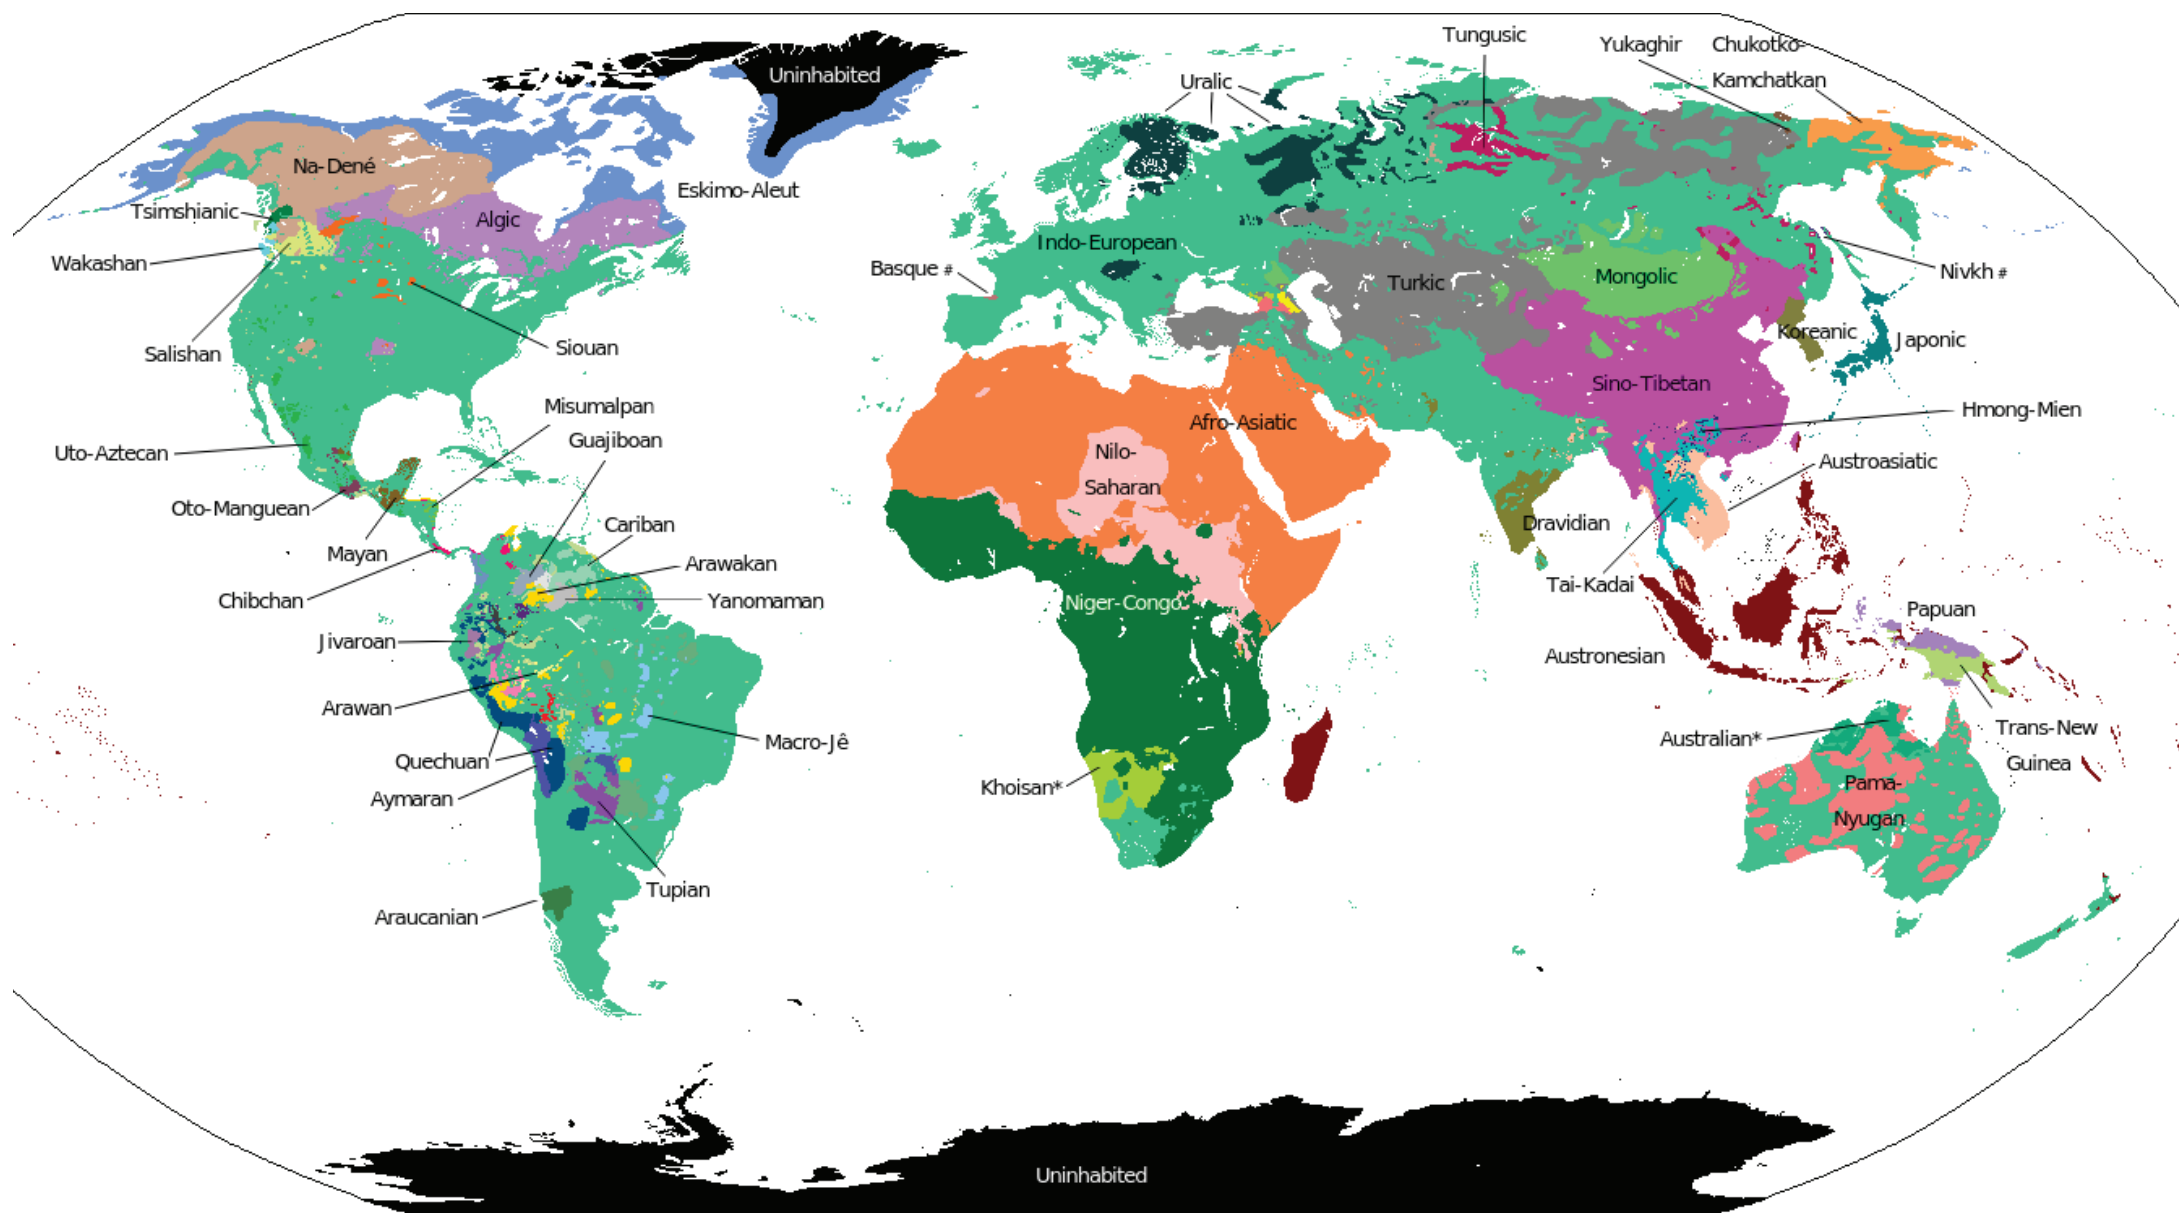 Tungusic
Yukaghir
Chukotko-
Kamchatkan
Uninhabited
Uralic
Na-Dené
Eskimo-Aleut
Tsimshianic
Algic
Indo-European
Wakashan
Basque #
Turkic
Mongolic
Nivkh #
Salishan
Siouan
Koreanic
Japonic
Sino-Tibetan
Misumalpan
Hmong-Mien
Guajiboan
Afro-Asiatic
Uto-Aztecan
Nilo-
Saharan
Austroasiatic
Oto-Manguean
Cariban
Dravidian
Mayan
Arawakan
Tai-Kadai
Chibchan
Yanomaman
Niger-Congo
Papuan
Jivaroan
Austronesian
Arawan
Macro-Jê
Australian*
Trans-New
Guinea
Quechuan
Khoisan*
Pama-
Nyugan
Aymaran
Tupian
Araucanian
Uninhabited